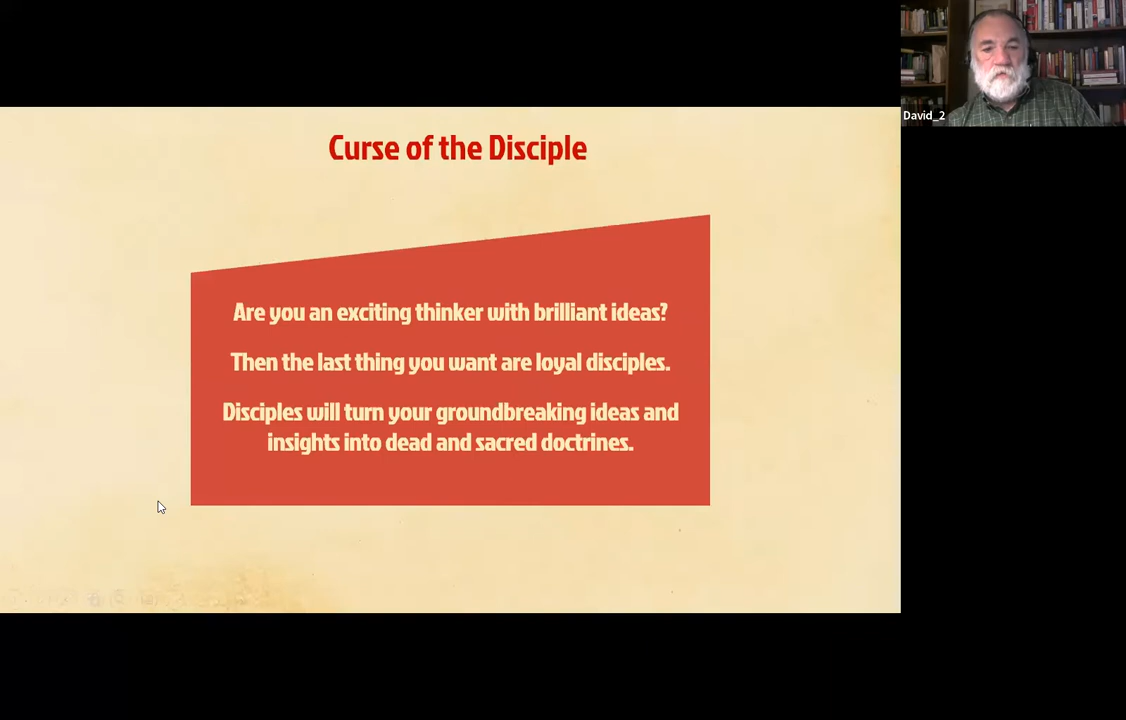 Curse of the Disciple
Are you an exciting thinker with brilliant ideas?
Then the last thing you want are loyal disciples.
Disciples will turn your groundbreaking ideas and
insights into dead and sacred doctrines.
David_2